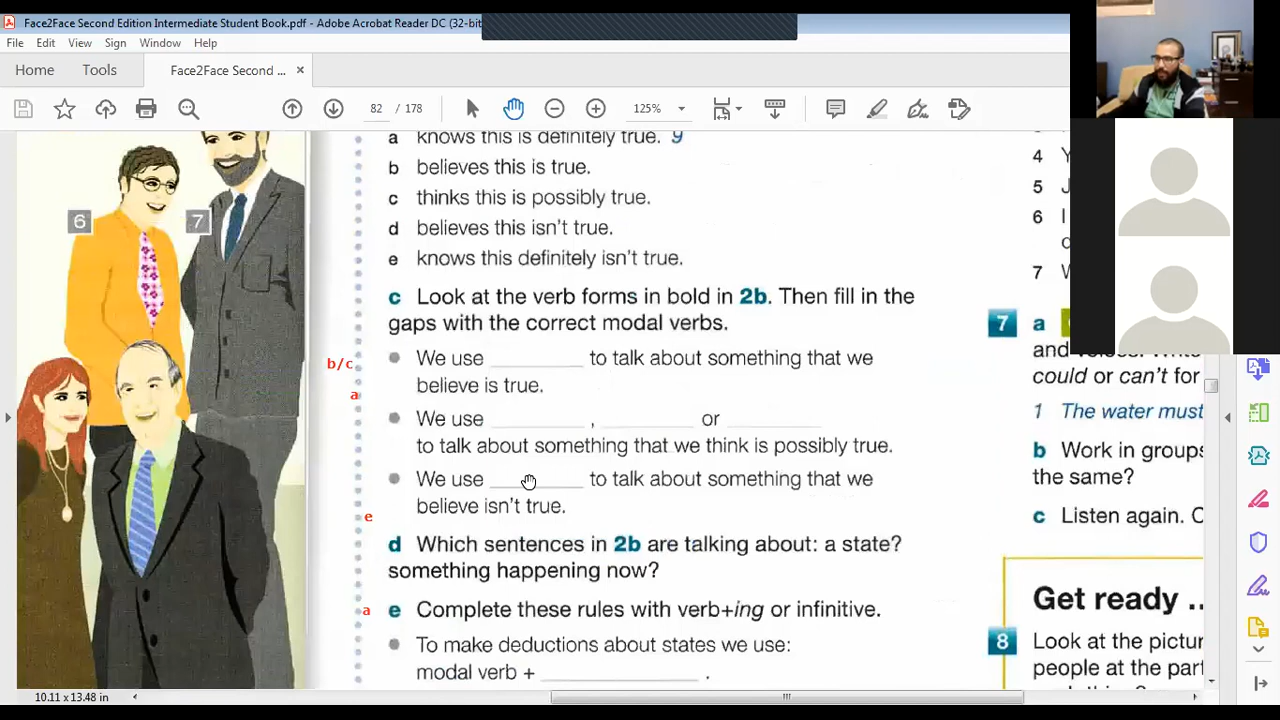 Face2Face Second Edition Intermediate Student Book.pdf - Adobe Acrobat Reader DC (32-bit
File Edit View Sign Window Help
Home Tools Face2Face Second ... ×
82 / 178 125%
6
7
a knows this is definitely true. 9
b believes this is true.
c thinks this is possibly true.
d believes this isn't true.
e knows this definitely isn't true.
c Look at the verb forms in bold in 2b. Then fill in the
gaps with the correct modal verbs.
b/c
We use ________ to talk about something that we
believe is true.
a
We use ________ , ________ or ________
to talk about something that we think is possibly true.
We use ________ to talk about something that we
believe isn't true.
e
d Which sentences in 2b are talking about: a state?
something happening now?
a
e Complete these rules with verb+ing or infinitive.
To make deductions about states we use:
modal verb + ________ .
4 Y
5 J
6 I
7
7 a
and voices. Write
could or can't for
1 The water must
b Work in groups
the same?
c Listen again. C
Get ready ..
8 Look at the pictur
people at the part
10.11 x 13.48 in